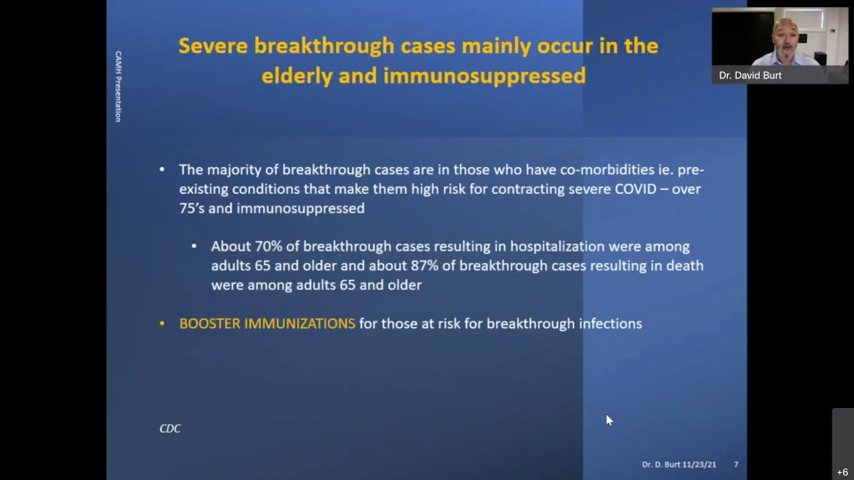 Severe breakthrough cases mainly occur in the
elderly and immunosuppressed
Dr. David Burt
CAMH Presentation
• The majority of breakthrough cases are in those who have co-morbidities ie. pre-
existing conditions that make them high risk for contracting severe COVID – over
75's and immunosuppressed
• About 70% of breakthrough cases resulting in hospitalization were among
adults 65 and older and about 87% of breakthrough cases resulting in death
were among adults 65 and older
• BOOSTER IMMUNIZATIONS for those at risk for breakthrough infections
CDC
Dr. D. Burt 11/23/21 7
+6